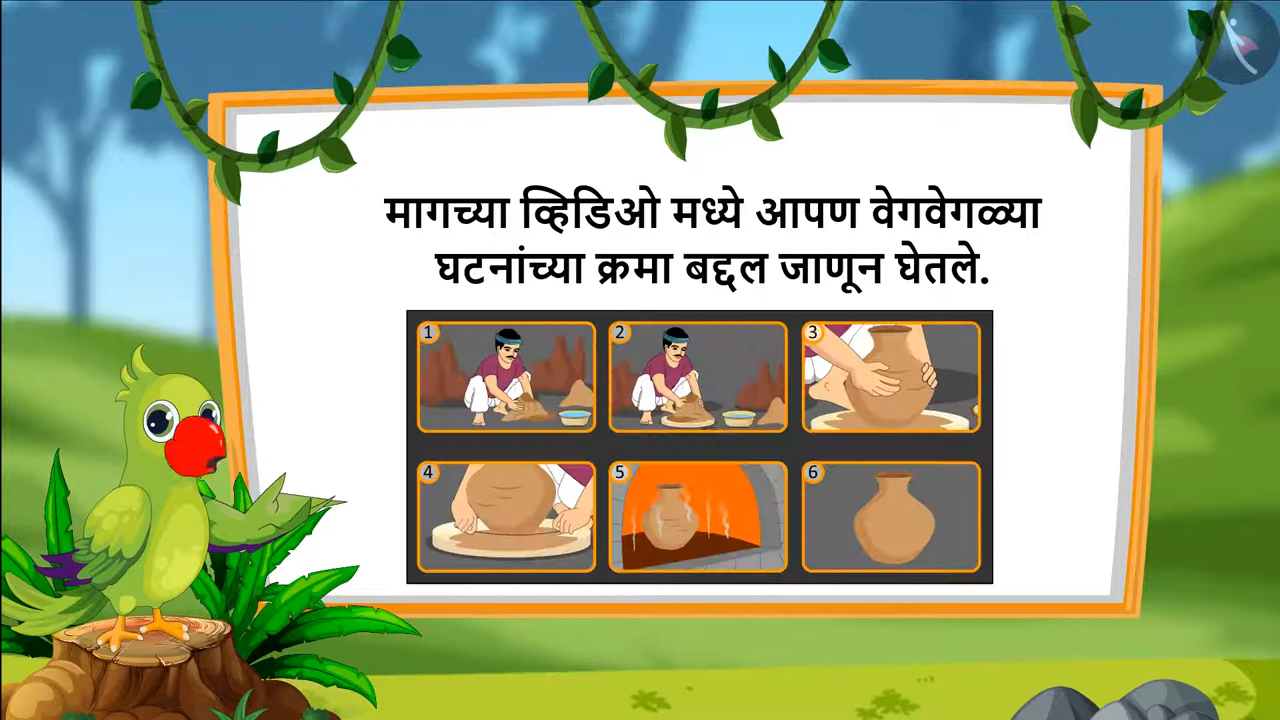 मागच्या व्हिडिओ मध्ये आपण वेगवेगळ्या
घटनांच्या क्रमा बद्दल जाणून घेतले.
1 2 3
4 5 6